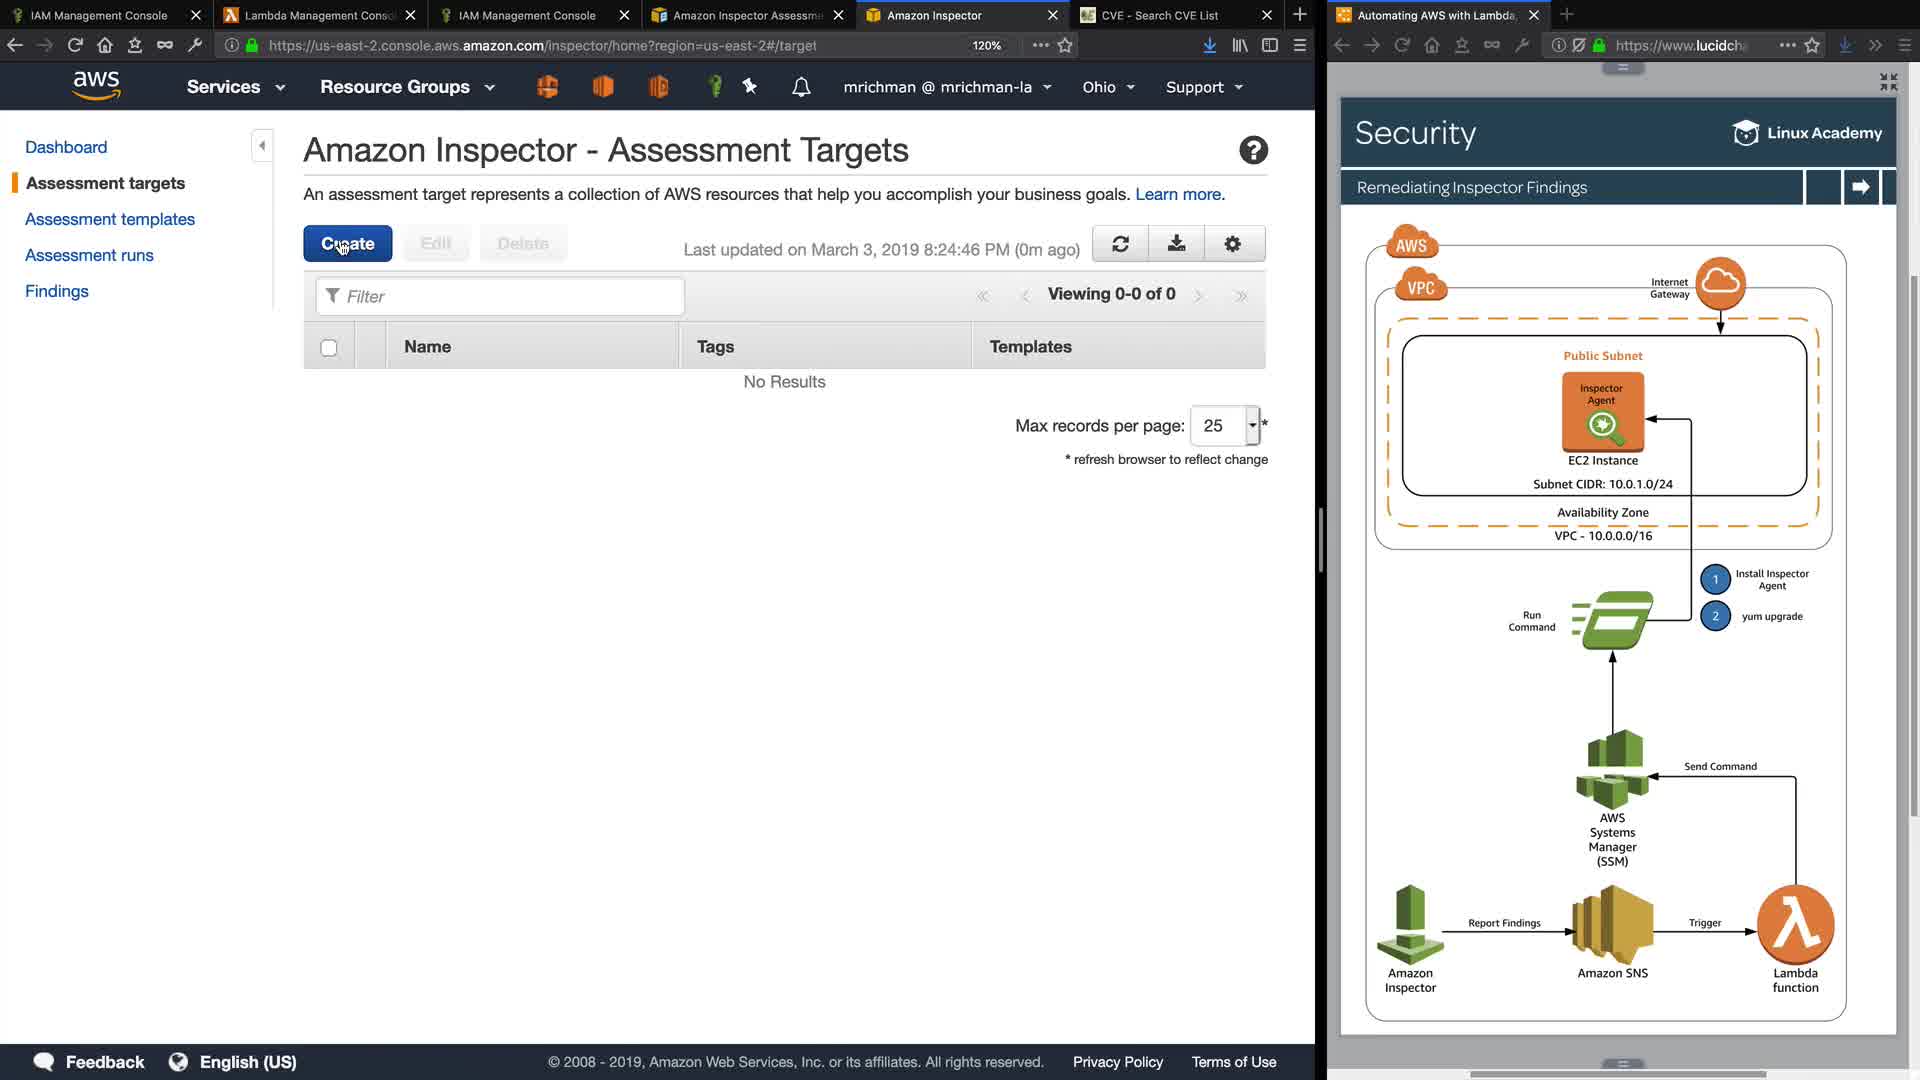 IAM Management Console
Lambda Management Conso
IAM Management Console
Amazon Inspector Assessme
Amazon Inspector
CVE - Search CVE List
Automating AWS with Lambda,
https://us-east-2.console.aws.amazon.com/inspector/home?region=us-east-2#/target
120%
https://www.lucidcha
aws
Services
Resource Groups
mrichman @ mrichman-la
Ohio
Support
Dashboard
Assessment targets
Assessment templates
Assessment runs
Findings
Amazon Inspector - Assessment Targets
An assessment target represents a collection of AWS resources that help you accomplish your business goals. Learn more.
Create
Edit
Delete
Last updated on March 3, 2019 8:24:46 PM (0m ago)
Filter
Viewing 0-0 of 0
Name
Tags
Templates
No Results
Max records per page: 25 *
* refresh browser to reflect change
Security
Linux Academy
Remediating Inspector Findings
AWS
VPC
Internet
Gateway
Public Subnet
Inspector
Agent
EC2 Instance
Subnet CIDR: 10.0.1.0/24
Availability Zone
VPC - 10.0.0.0/16
1
Install Inspector
Agent
2
yum upgrade
Run
Command
Send Command
AWS
Systems
Manager
(SSM)
Report Findings
Trigger
Amazon
Inspector
Amazon SNS
Lambda
function
Feedback
English (US)
© 2008 - 2019, Amazon Web Services, Inc. or its affiliates. All rights reserved.
Privacy Policy
Terms of Use